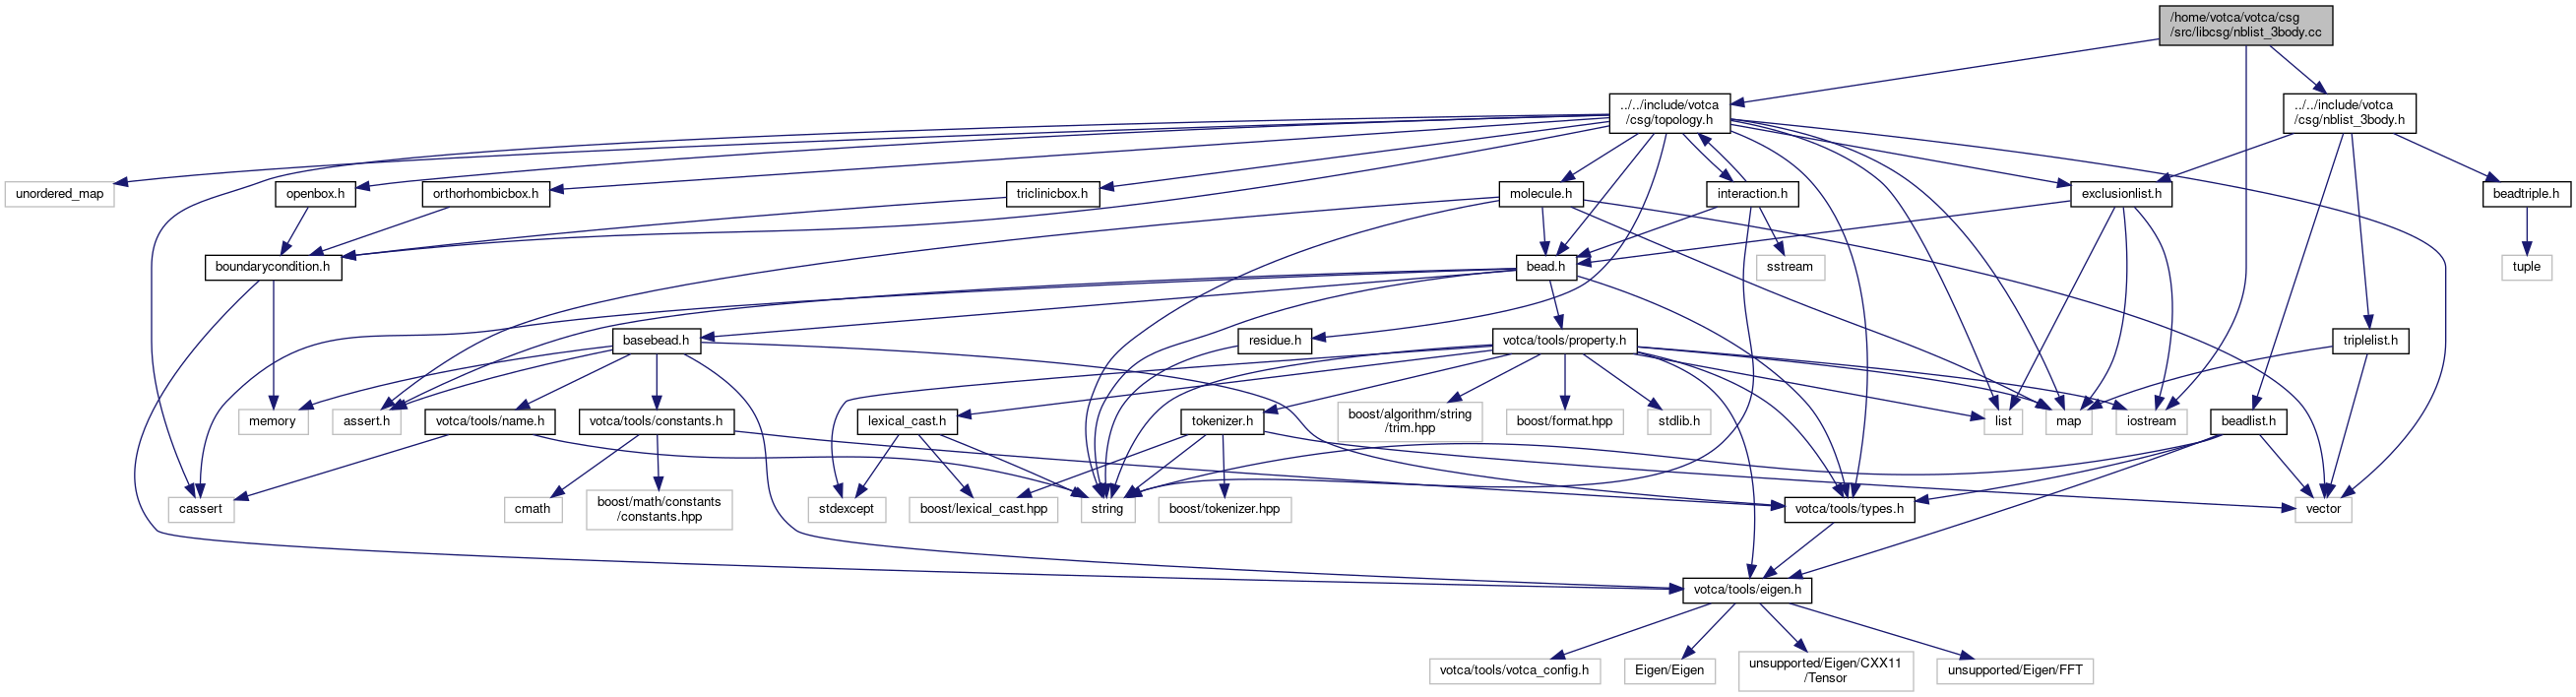 /home/votca/votca/csg
/src/libcsg/nblist_3body.cc
../../include/votca
/csg/topology.h
../../include/votca
/csg/nblist_3body.h
unordered_map
openbox.h
orthorhombicbox.h
triclinicbox.h
molecule.h
interaction.h
exclusionlist.h
beadtriple.h
boundarycondition.h
bead.h
sstream
tuple
basebead.h
residue.h
votca/tools/property.h
triplelist.h
memory
assert.h
votca/tools/name.h
votca/tools/constants.h
lexical_cast.h
tokenizer.h
boost/algorithm/string
/trim.hpp
boost/format.hpp
stdlib.h
list
map
iostream
beadlist.h
cassert
cmath
boost/math/constants
/constants.hpp
stdexcept
boost/lexical_cast.hpp
string
boost/tokenizer.hpp
votca/tools/types.h
vector
votca/tools/eigen.h
votca/tools/votca_config.h
Eigen/Eigen
unsupported/Eigen/CXX11
/Tensor
unsupported/Eigen/FFT